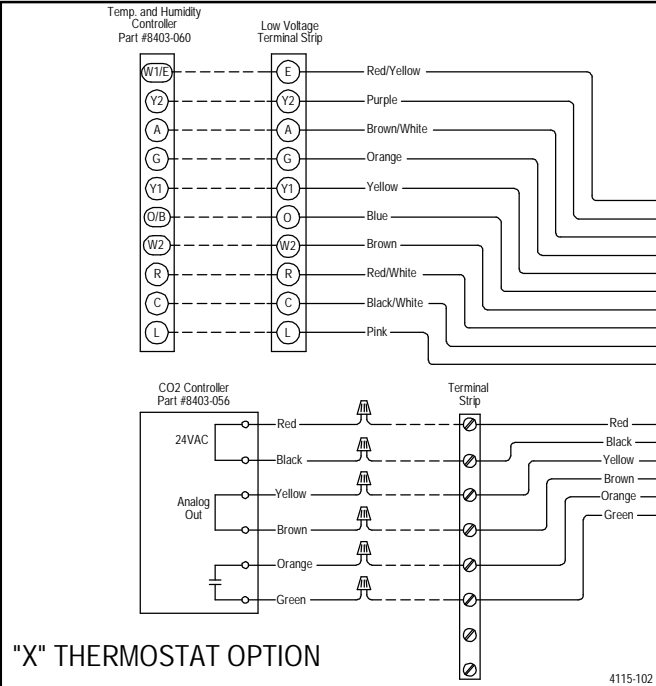 Temp. and Humidity
Controller
Part #8403-060
Low Voltage
Terminal Strip
W1/E E Red/Yellow
Y2 Y2 Purple
A A Brown/White
G G Orange
Y1 Y1 Yellow
O/B O Blue
W2 W2 Brown
R R Red/White
C C Black/White
L L Pink
CO2 Controller
Part #8403-056
Terminal
Strip
24VAC
Red Red
Black Black
Analog
Out
Yellow Yellow
Brown Brown
Orange Orange
Green Green
"X" THERMOSTAT OPTION
4115-102